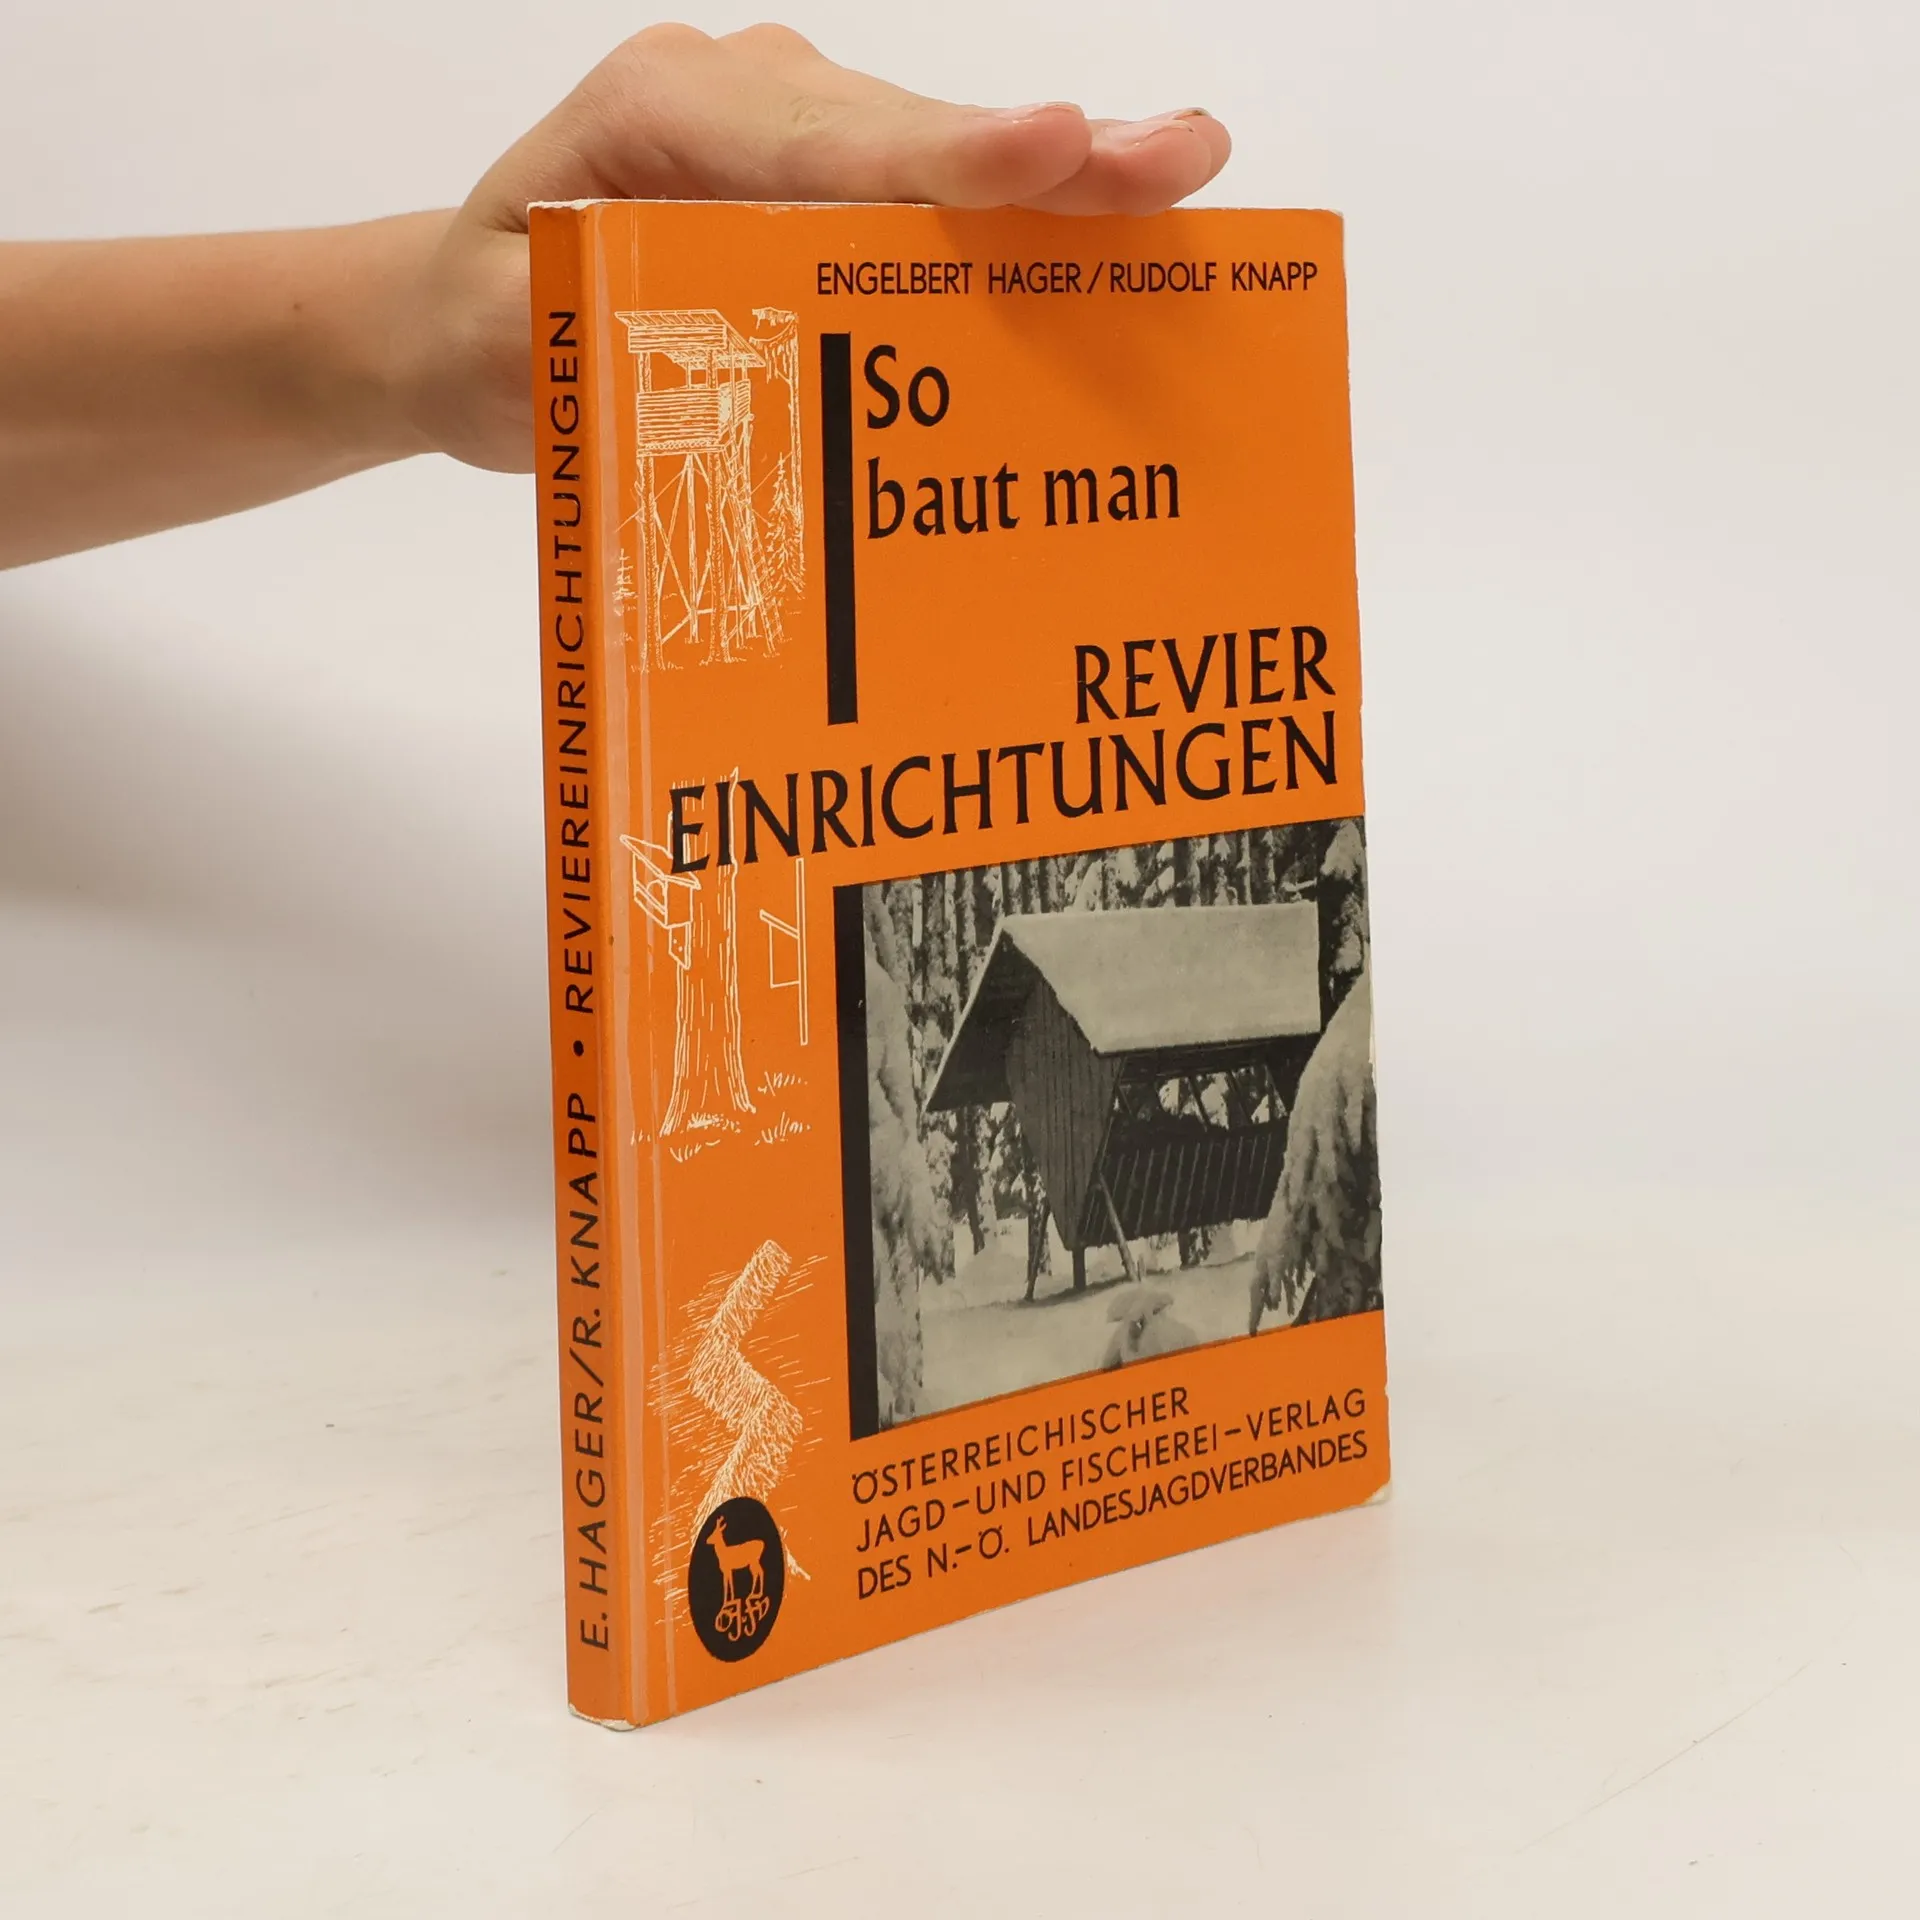 ENGELBERT HAGER/RUDOLF KNAPP
So
baut man
REVIER
EINRICHTUNGEN
ÖSTERREICHISCHER
JAGD-UND FISCHEREI-VERLAG
DES N.-Ö. LANDESJAGDVERBANDES
E. HAGER/R. KNAPP • REVIEREINRICHTUNGEN